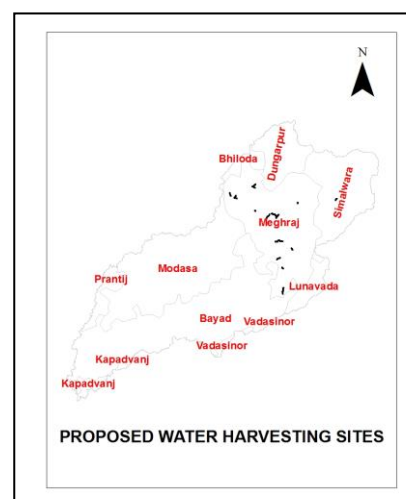 N
Bhiloda
Dungarpur
Simalwara
Meghraj
Modasa
Prantij
Lunavada
Bayad
Vadasinor
Vadasinor
Kapadvanj
Kapadvanj
PROPOSED WATER HARVESTING SITES